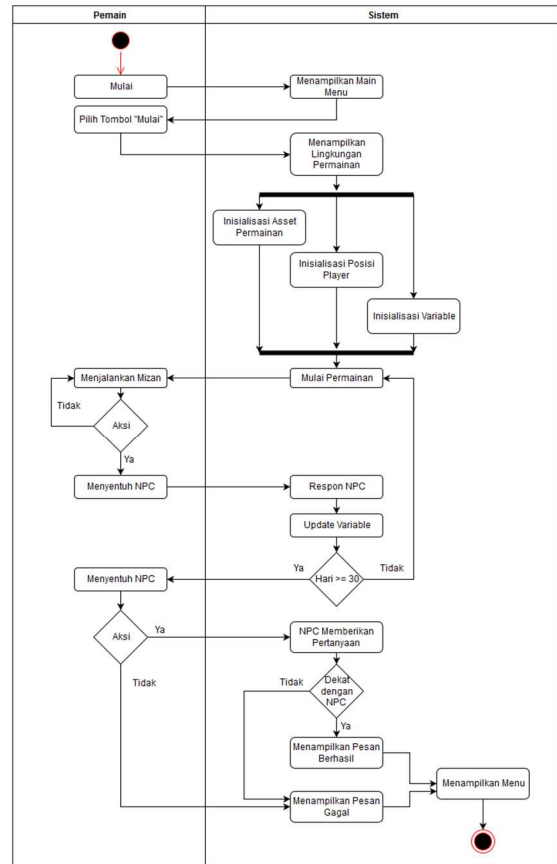 Pemain
Sistem
Mulai
Menampilkan Main
Menu
Pilih Tombol "Mulai"
Menampilkan
Lingkungan
Permainan
Inisialisasi Asset
Permainan
Inisialisasi Posisi
Player
Inisialisasi Variable
Menjalankan Mizan
Mulai Permainan
Tidak
Aksi
Ya
Menyentuh NPC
Respon NPC
Update Variable
Ya
Hari >= 30
Tidak
Menyentuh NPC
Aksi
Ya
NPC Memberikan
Pertanyaan
Tidak
Tidak
Dekat
dengan
NPC
Ya
Menampilkan Pesan
Berhasil
Menampilkan Menu
Menampilkan Pesan
Gagal